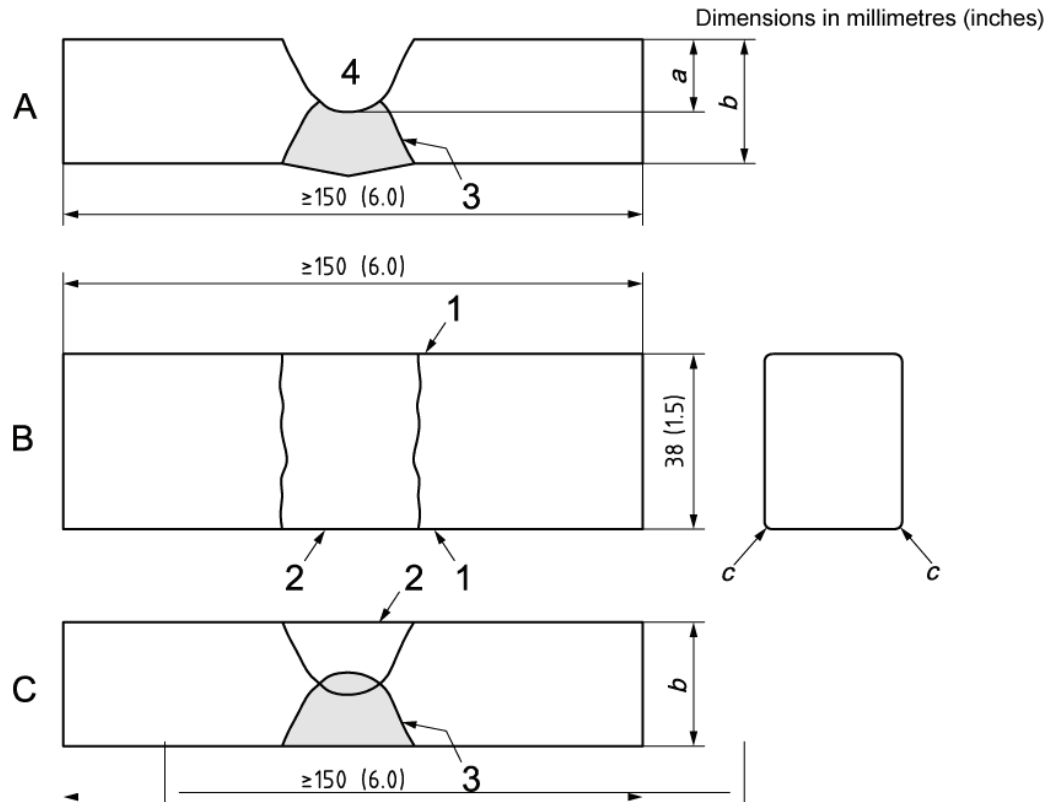 Dimensions in millimetres (inches)
A
4
a
b
3
≥150 (6.0)
≥150 (6.0)
1
B
38 (1.5)
2
1
c
c
2
C
b
3
≥150 (6.0)